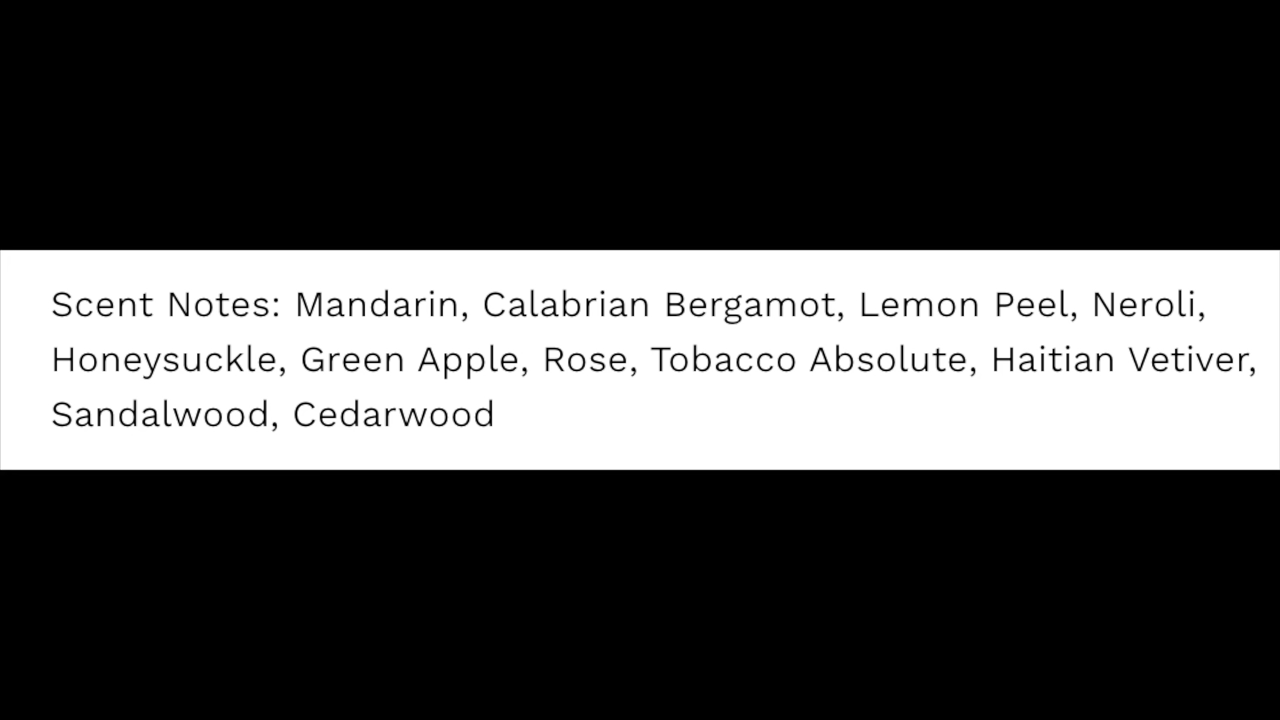 Scent Notes: Mandarin, Calabrian Bergamot, Lemon Peel, Neroli,
Honeysuckle, Green Apple, Rose, Tobacco Absolute, Haitian Vetiver,
Sandalwood, Cedarwood